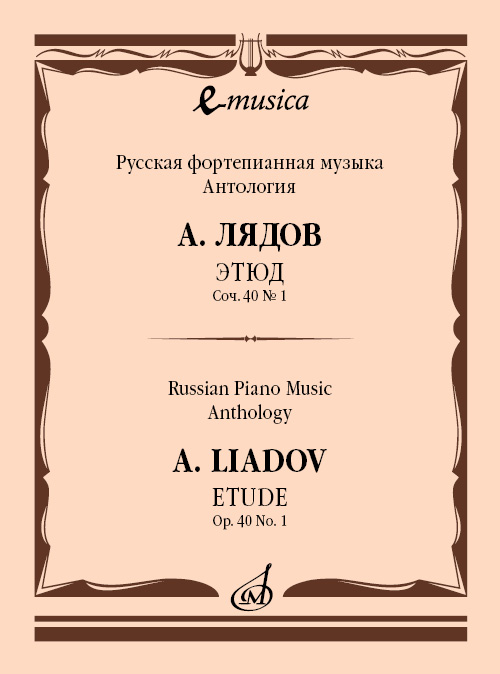 e-musica
Русская фортепианная музыка
Антология
А. ЛЯДОВ
ЭТЮД
Соч. 40 № 1
Russian Piano Music
Anthology
A. LIADOV
ETUDE
Op. 40 No. 1
М